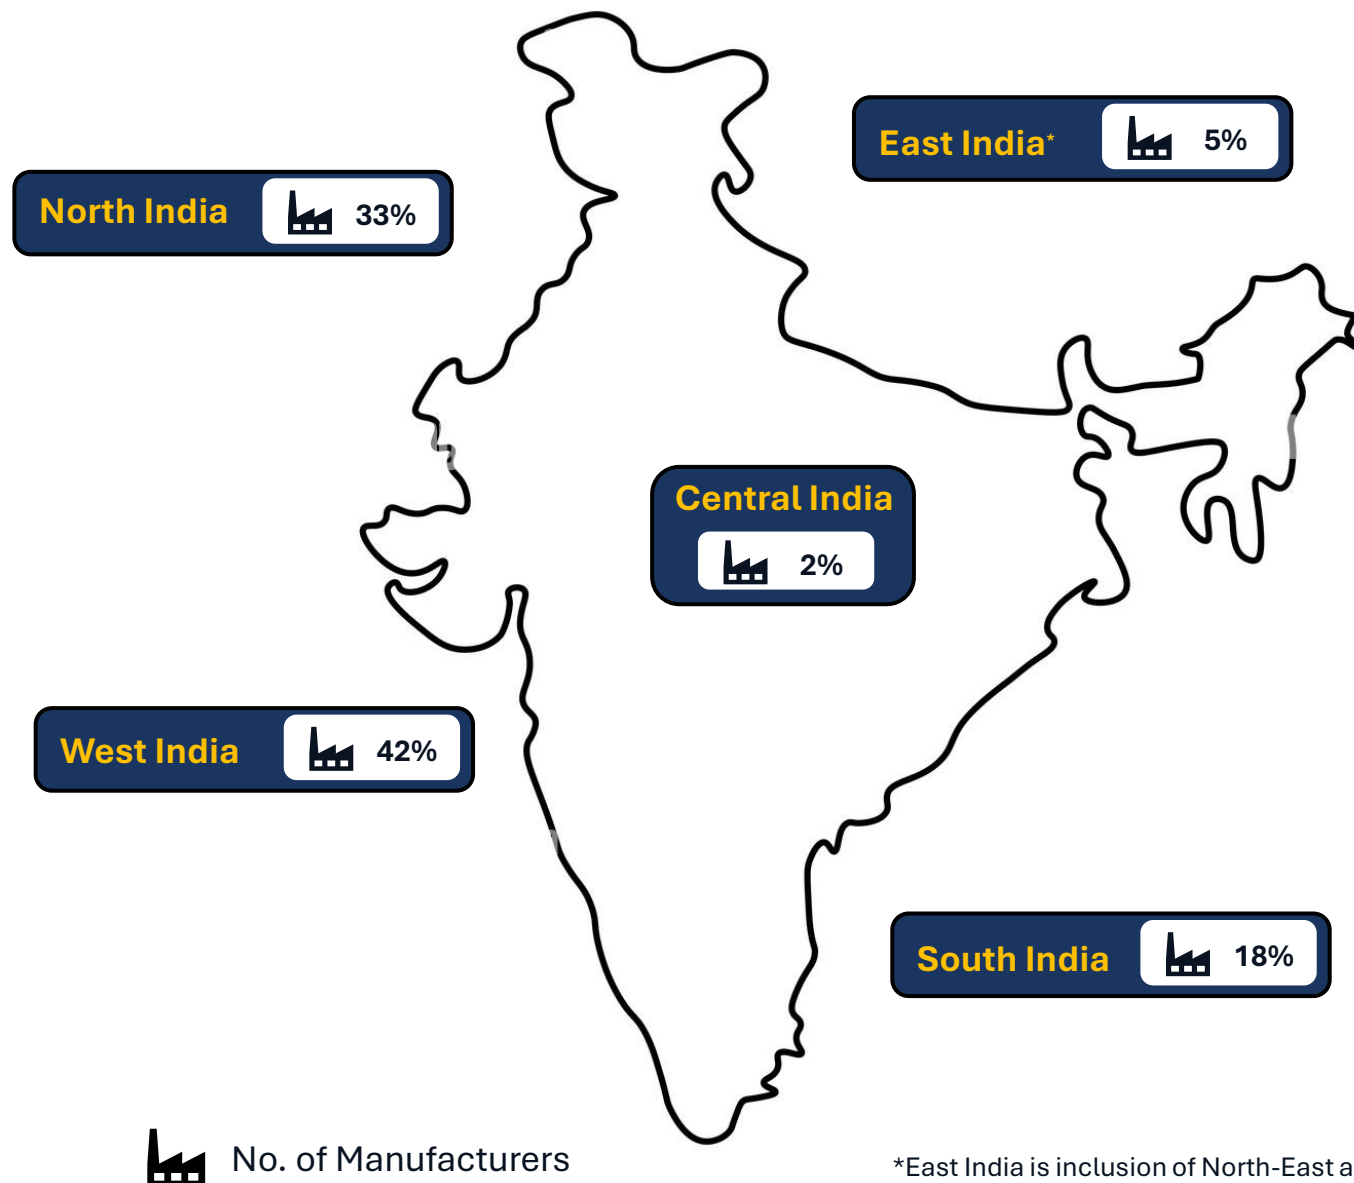 East India*
5%
North India
33%
Central India
2%
West India
42%
South India
18%
No. of Manufacturers
*East India is inclusion of North-East a